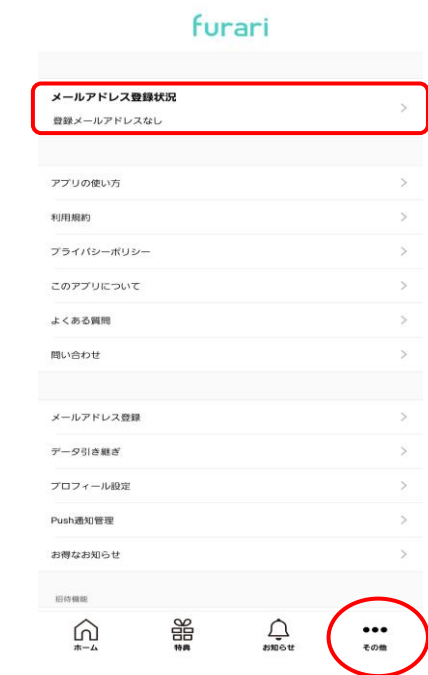 furari
メールアドレス登録状況
登録メールアドレスなし
アプリの使い方
利用規約
プライバシーポリシー
このアプリについて
よくある質問
問い合わせ
メールアドレス登録
データ引き継ぎ
プロフィール設定
Push通知管理
お得なお知らせ
招待機能
ホーム
特典
お知らせ
その他